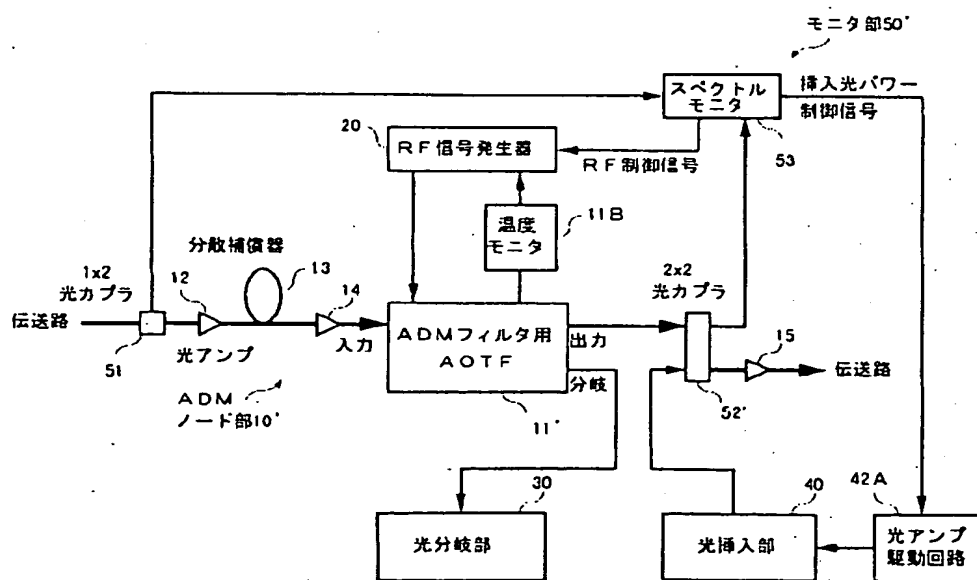 モニタ部50'
スペクトル
モニタ
挿入光パワー
制御信号
53
20
RF信号発生器
RF制御信号
11B
温度
モニタ
分散補償器
13
1x2
光カプラ
12
14
2x2
光カプラ
伝送路
51
光アンプ
入力
ADMフィルタ用
AOTF
出力
分岐
15
伝送路
52'
ADM
ノード部10'
11'
30
40
42A
光分岐部
光挿入部
光アンプ
駆動回路